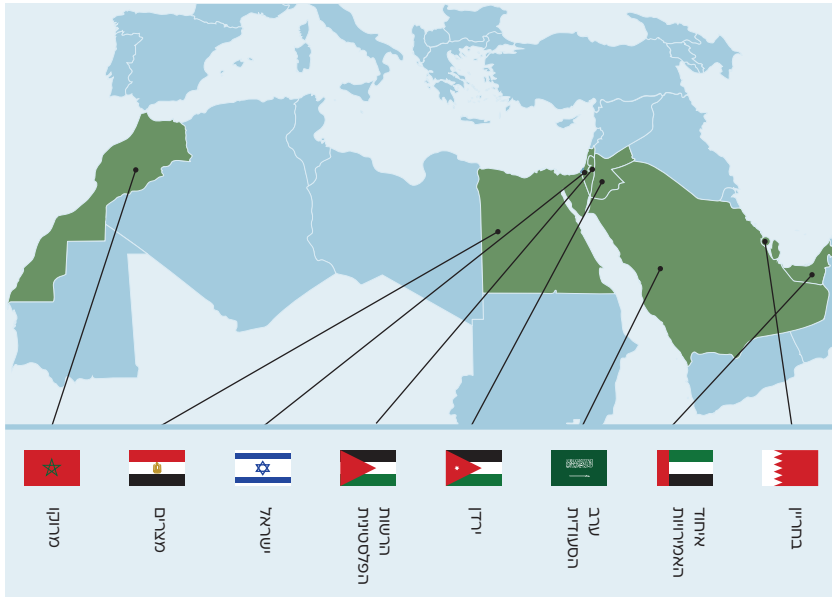 מרוקו
מצרים
ישראל
הרשות
הפלסטינית
ירדן
ערב
הסעודית
איחוד
האמירויות
בחריין